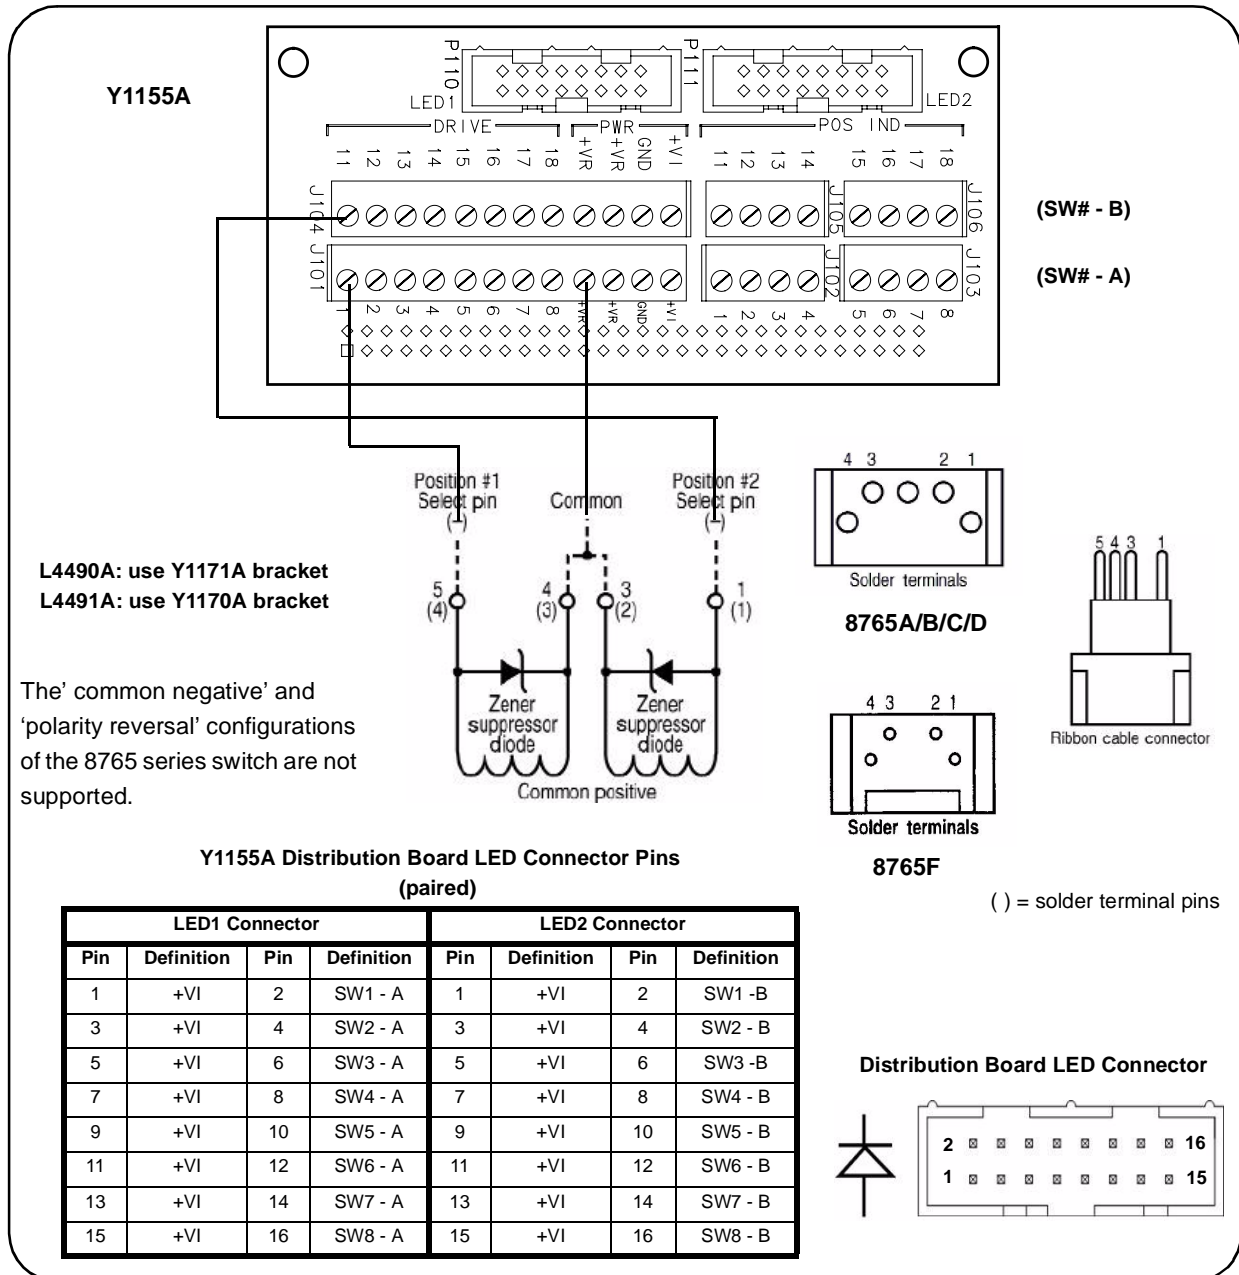 Y1155A
P110
P111
LED1
LED2
DRIVE
PWR
POS IND
11 12 13 14 15 16 17 18 +VR +VR GND +VI 11 12 13 14 15 16 17 18
J104
J105
J106
(SW# - B)
J101
J102
J103
(SW# - A)
1 2 3 4 5 6 7 8 +VR +VR GND +VI 1 2 3 4 5 6 7 8
Position #1
Select pin
(-)
Common
Position #2
Select pin
(-)
4 3 2 1
Solder terminals
8765A/B/C/D
5 4 3 1
Ribbon cable connector
L4490A: use Y1171A bracket
L4491A: use Y1170A bracket
5
(4)
4
(3)
3
(2)
1
(1)
Zener
suppressor
diode
Zener
suppressor
diode
Common positive
The' common negative' and
‘polarity reversal’ configurations
of the 8765 series switch are not
supported.
4 3 2 1
Solder terminals
8765F
( ) = solder terminal pins
Y1155A Distribution Board LED Connector Pins
(paired)
LED1 Connector LED2 Connector
Pin Definition Pin Definition Pin Definition Pin Definition
1 +VI 2 SW1 - A 1 +VI 2 SW1 -B
3 +VI 4 SW2 - A 3 +VI 4 SW2 - B
5 +VI 6 SW3 - A 5 +VI 6 SW3 -B
7 +VI 8 SW4 - A 7 +VI 8 SW4 - B
9 +VI 10 SW5 - A 9 +VI 10 SW5 - B
11 +VI 12 SW6 - A 11 +VI 12 SW6 - B
13 +VI 14 SW7 - A 13 +VI 14 SW7 - B
15 +VI 16 SW8 - A 15 +VI 16 SW8 - B
Distribution Board LED Connector
2 16
1 15